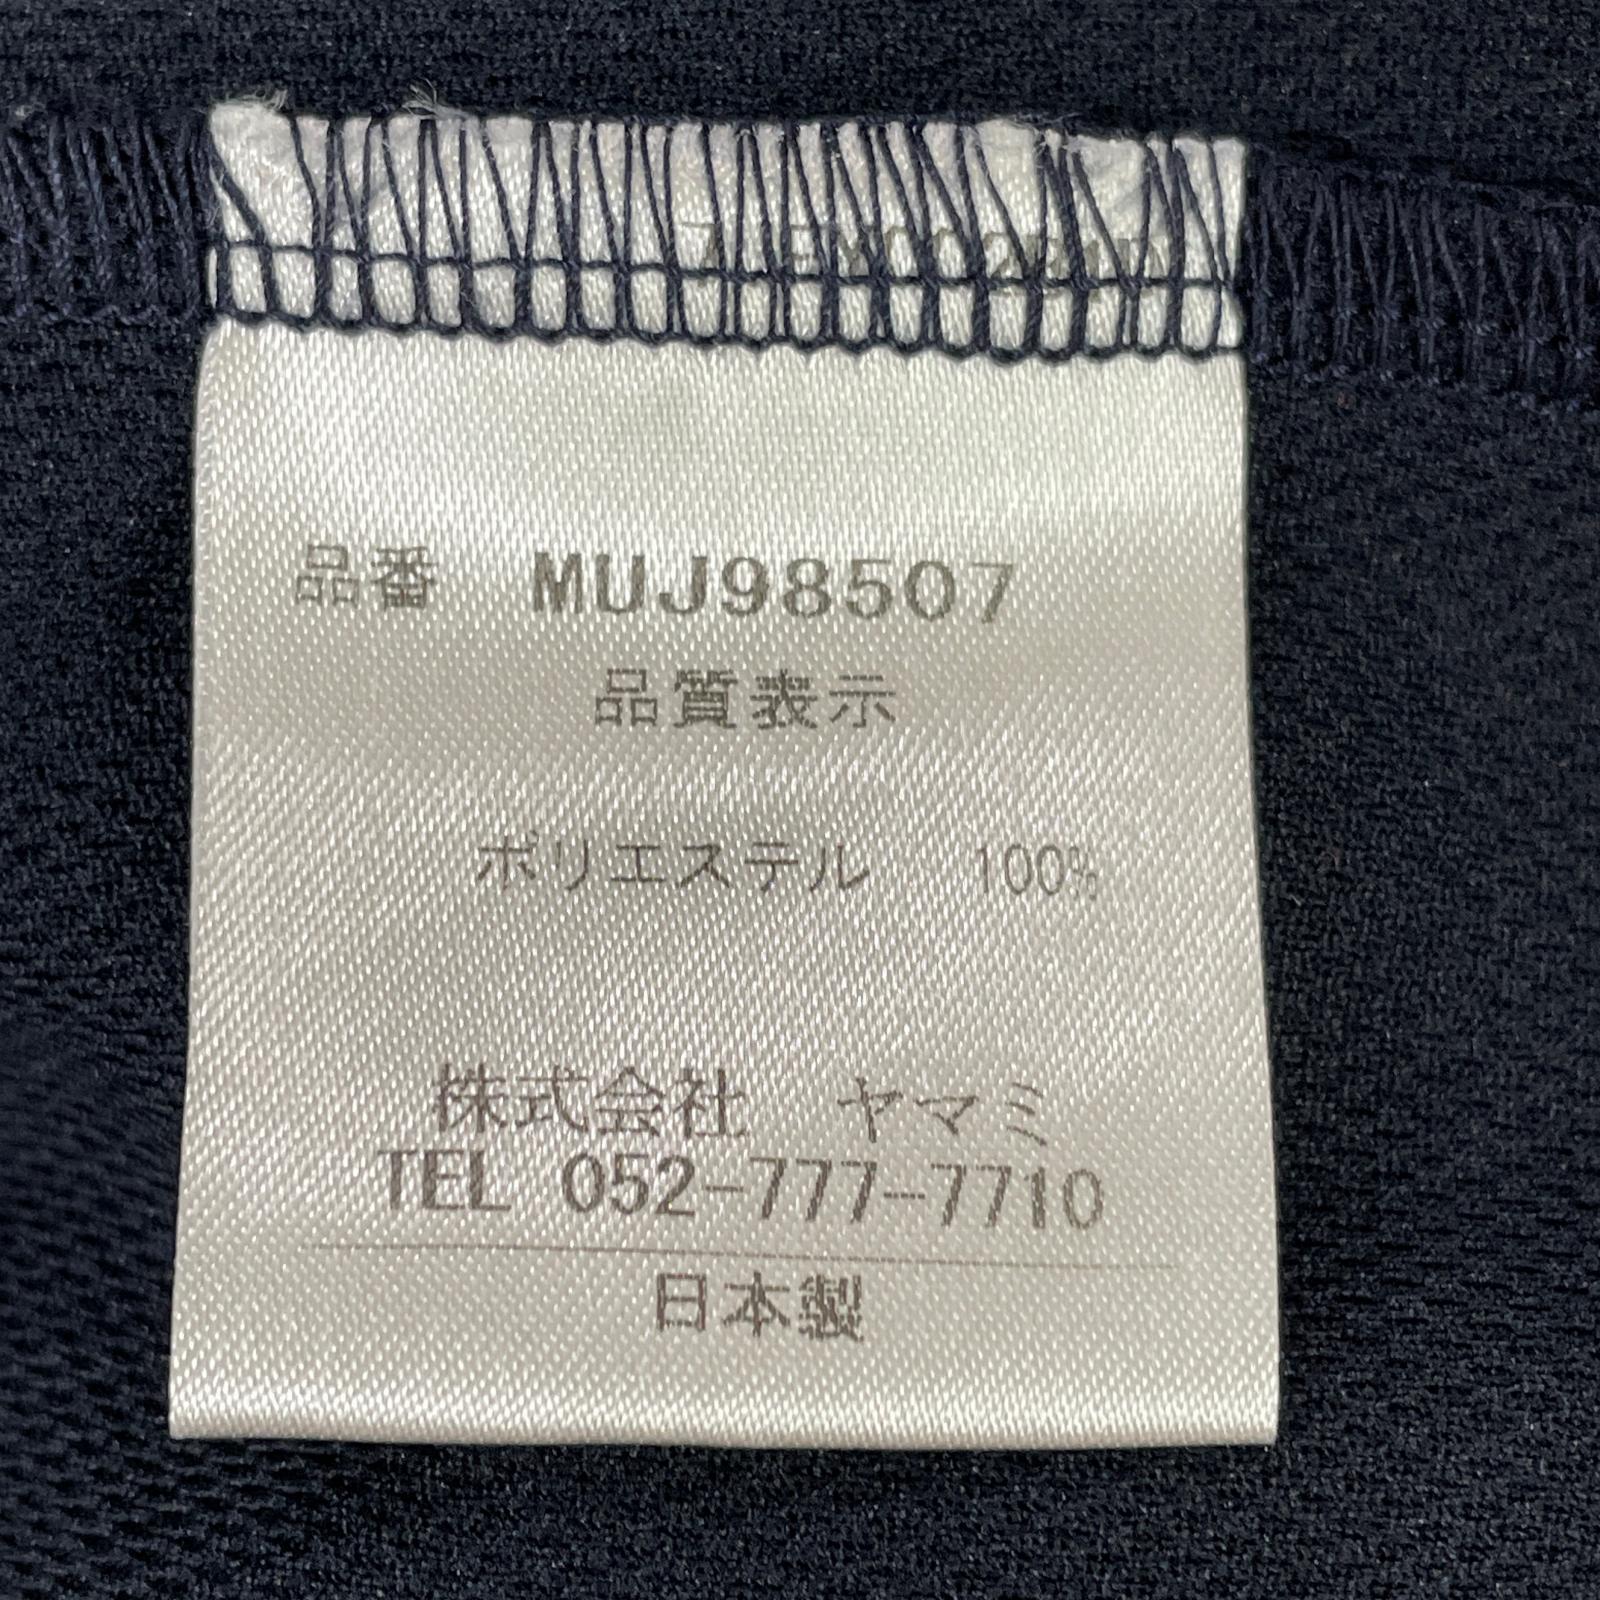 品番 MUJ98507
品質表示
ポリエステル 100%
株式会社 ヤマミ
TEL 052-777-7710
日本製